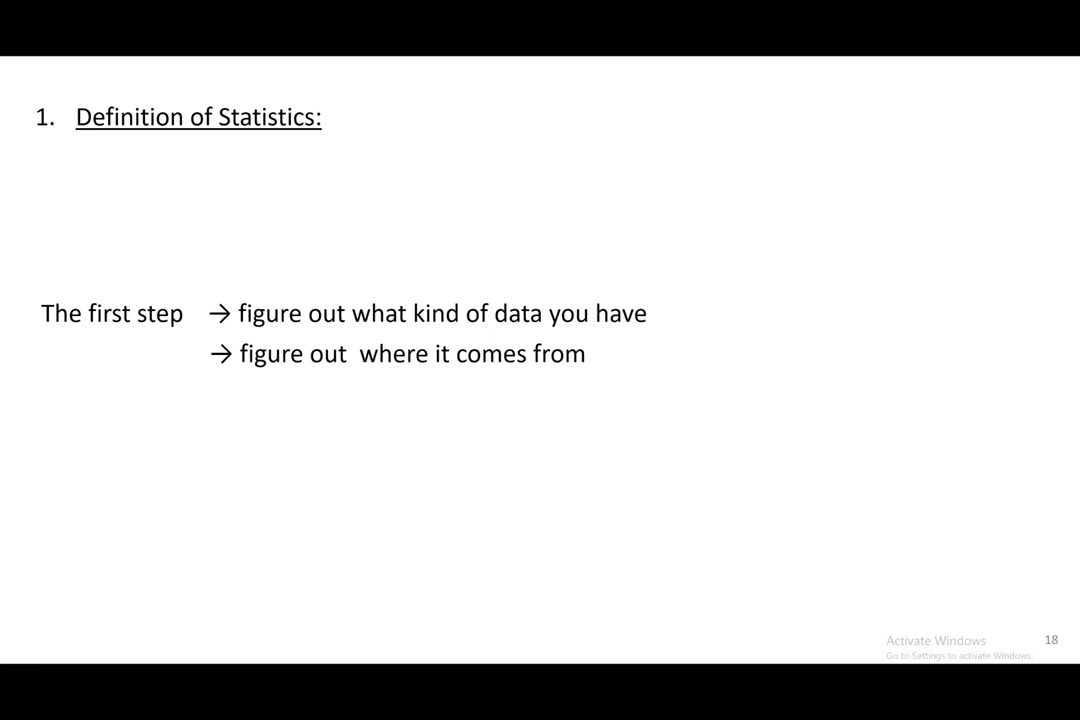 1. Definition of Statistics:
The first step → figure out what kind of data you have
→ figure out where it comes from
Activate Windows
18
Go to Settings to activate Windows.